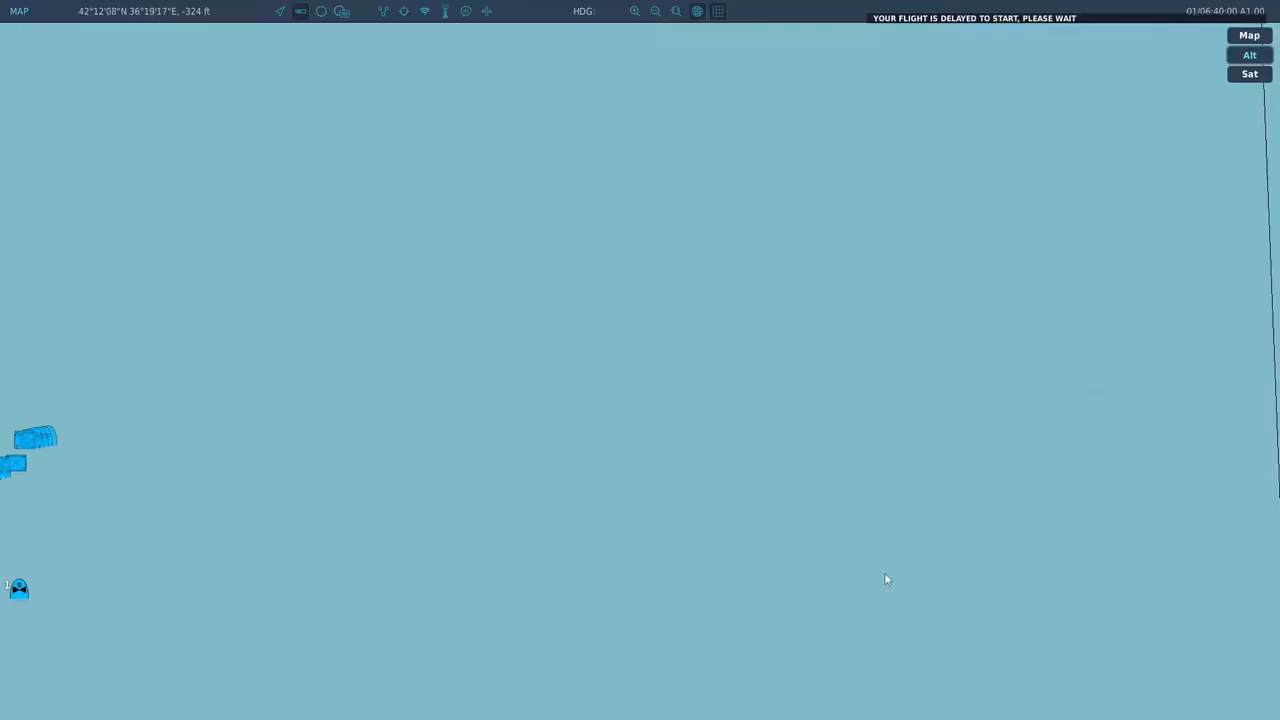 MAP
42°12'08"N 36°19'17"E, -324 ft
HDG:
01/06:40:00 A1.00
YOUR FLIGHT IS DELAYED TO START, PLEASE WAIT
Map
Alt
Sat
1
S